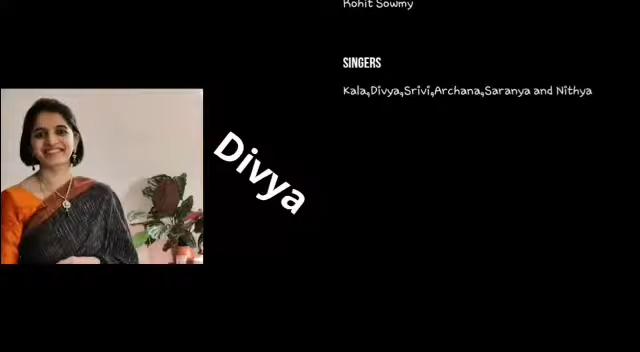 Rohit Sowmy
SINGERS
Kala,Divya,Srivi,Archana,Saranya and Nithya
Divya